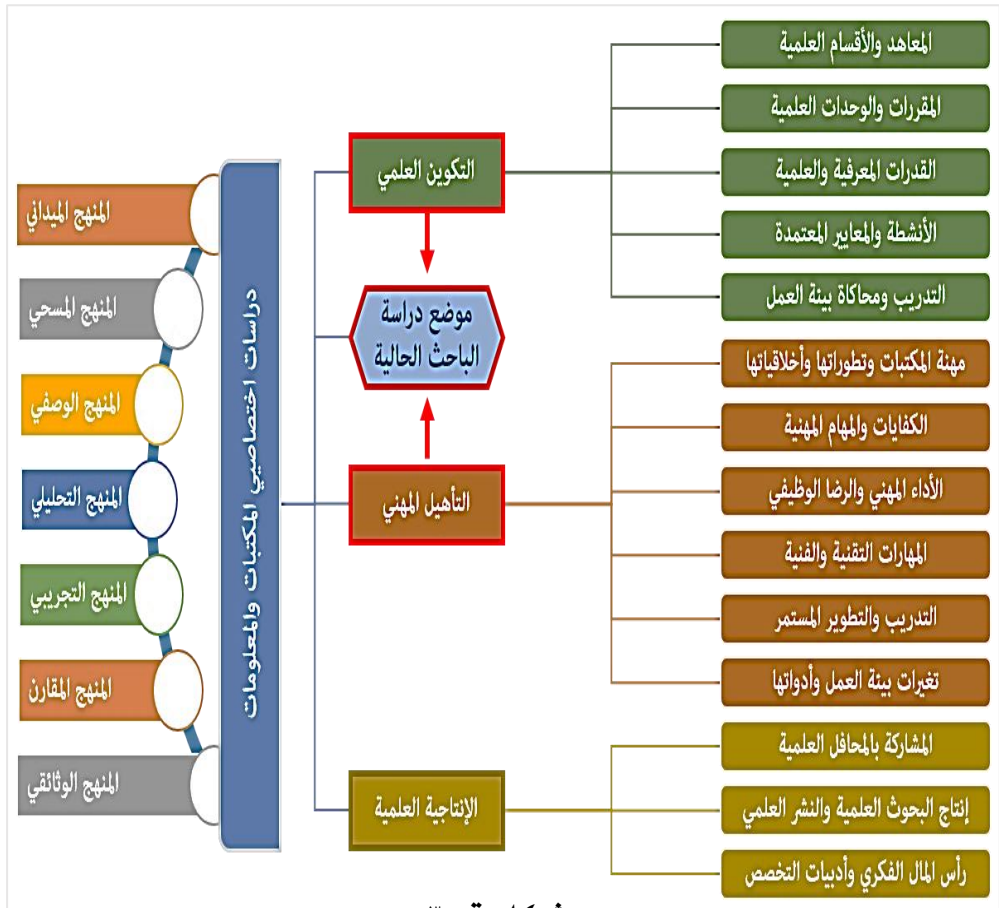 المعاهد والأقسام العلمية
المقررات والوحدات العلمية
القدرات المعرفية والعلمية
الأنشطة والمعايير المعتمدة
التدريب ومحاكاة بيئة العمل
مهنة المكتبات وتطوراتها وأخلاقياتها
الكفايات والمهام المهنية
الأداء المهني والرضا الوظيفي
المهارات التقنية والفنية
التدريب والتطوير المستمر
تغيرات بيئة العمل وأدواتها
المشاركة بالمحافل العلمية
إنتاج البحوث العلمية والنشر العلمي
رأس المال الفكري وأدبيات التخصص
التكوين العلمي
موضع دراسة
الباحث الحالية
التأهيل المهني
الإنتاجية العلمية
دراسات اختصاصيي المكتبات والمعلومات
المنهج الميداني
المنهج المسحي
المنهج الوصفي
المنهج التحليلي
المنهج التجريبي
المنهج المقارن
المنهج الوثائقي